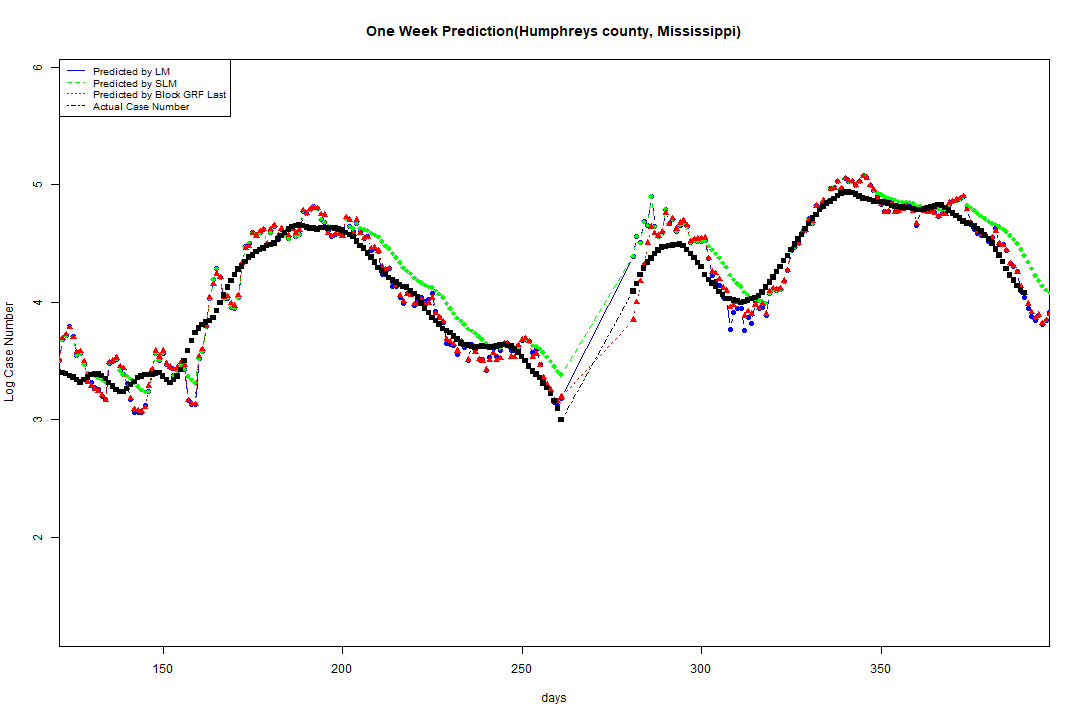 One Week Prediction(Humphreys county, Mississippi)
6
Predicted by LM
Predicted by SLM
Predicted by Block GRF Last
Actual Case Number
5
4
3
2
Log Case Number
150
200
250
300
350
days